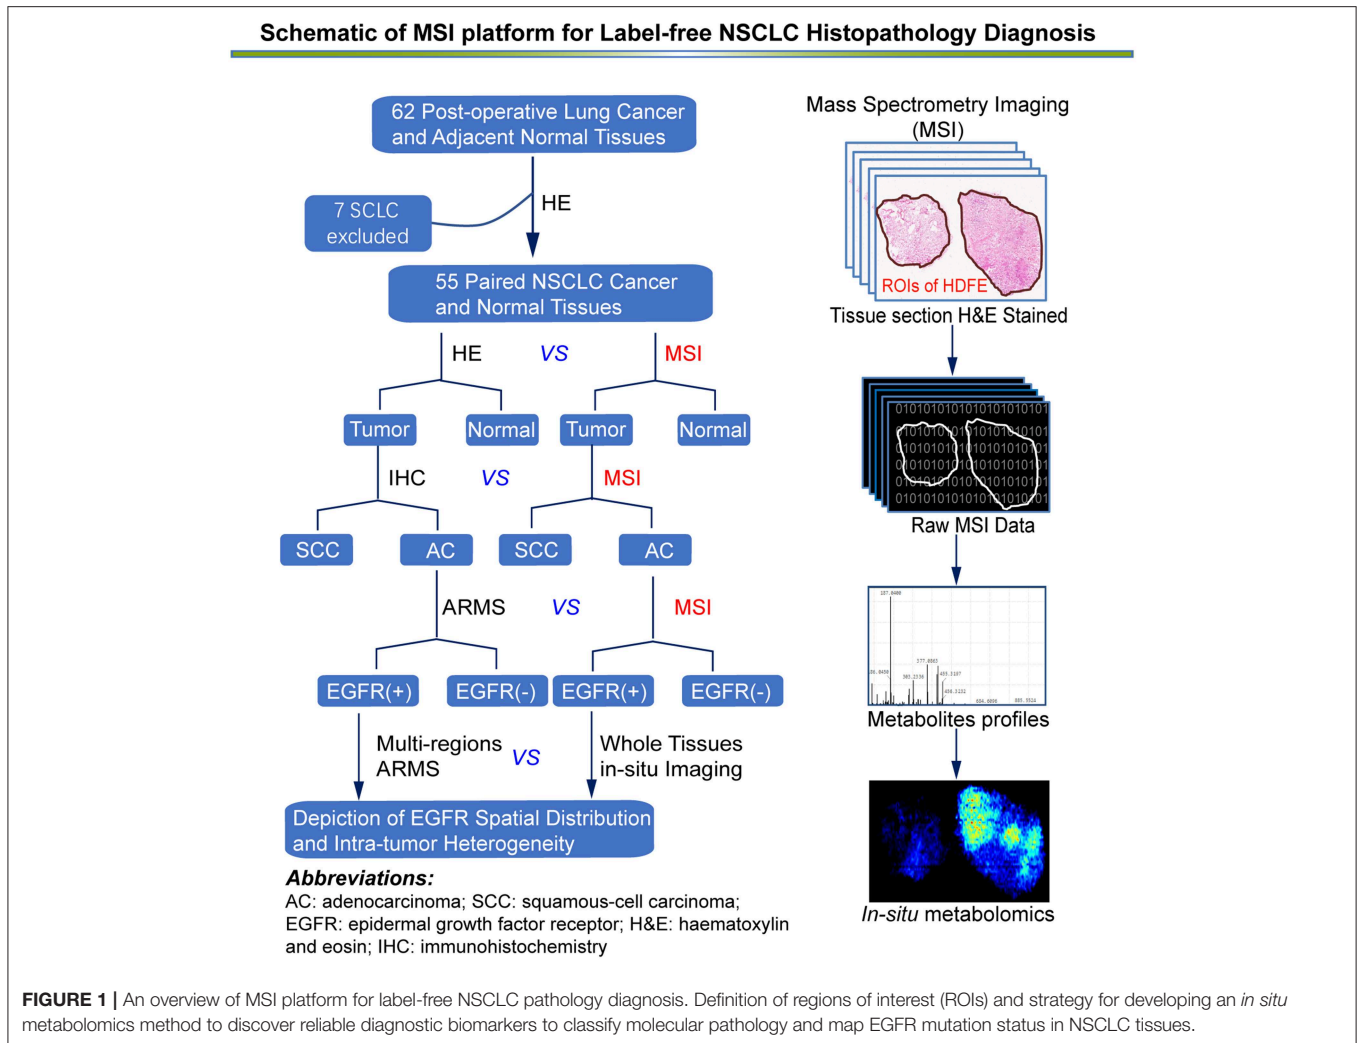 Schematic of MSI platform for Label-free NSCLC Histopathology Diagnosis
62 Post-operative Lung Cancer
and Adjacent Normal Tissues
HE
7 SCLC
excluded
55 Paired NSCLC Cancer
and Normal Tissues
HE VS MSI
Tumor Normal Tumor Normal
IHC VS MSI
SCC AC SCC AC
ARMS VS MSI
EGFR(+) EGFR(-) EGFR(+) EGFR(-)
Multi-regions
ARMS
VS
Whole Tissues
in-situ Imaging
Depiction of EGFR Spatial Distribution
and Intra-tumor Heterogeneity
Abbreviations:
AC: adenocarcinoma; SCC: squamous-cell carcinoma;
EGFR: epidermal growth factor receptor; H&E: haematoxylin
and eosin; IHC: immunohistochemistry
Mass Spectrometry Imaging
(MSI)
ROIs of HDFE
Tissue section H&E Stained
0101010101010101010101
0101010101010101010101
0101010101010101010101
0101010101010101010101
0101010101010101010101
0101010101010101010101
Raw MSI Data
Metabolites profiles
In-situ metabolomics
FIGURE 1 | An overview of MSI platform for label-free NSCLC pathology diagnosis. Definition of regions of interest (ROIs) and strategy for developing an in situ
metabolomics method to discover reliable diagnostic biomarkers to classify molecular pathology and map EGFR mutation status in NSCLC tissues.